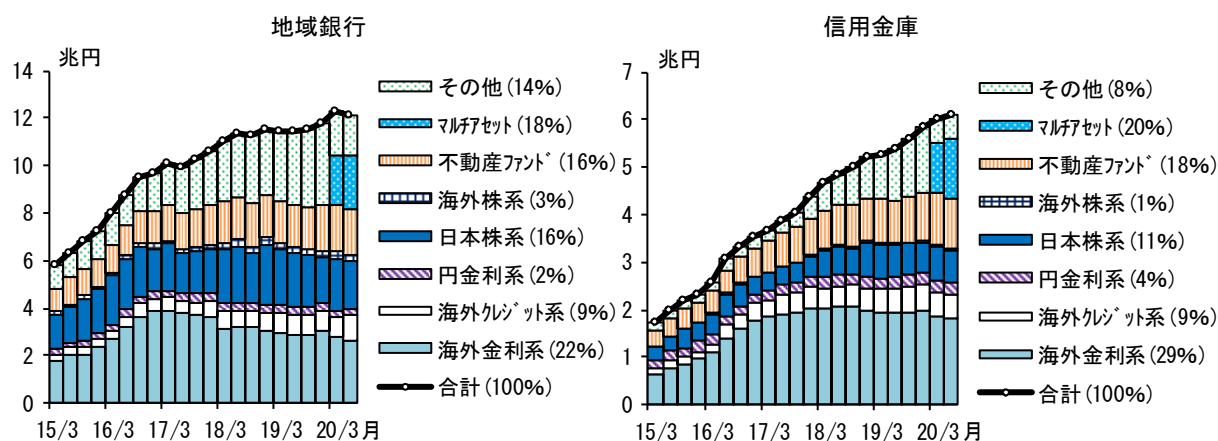 地域銀行
兆円
14
12
10
8
6
4
2
0
15/3 16/3 17/3 18/3 19/3 20/3 月
その他(14%)
ﾏﾙﾁｱｾｯﾄ(18%)
不動産ﾌｧﾝﾄﾞ(16%)
海外株系(3%)
日本株系(16%)
円金利系(2%)
海外ｸﾚｼﾞｯﾄ系(9%)
海外金利系(22%)
合計(100%)
信用金庫
兆円
7
6
5
4
3
2
1
0
15/3 16/3 17/3 18/3 19/3 20/3 月
その他(8%)
ﾏﾙﾁｱｾｯﾄ(20%)
不動産ﾌｧﾝﾄﾞ(18%)
海外株系(1%)
日本株系(11%)
円金利系(4%)
海外ｸﾚｼﾞｯﾄ系(9%)
海外金利系(29%)
合計(100%)